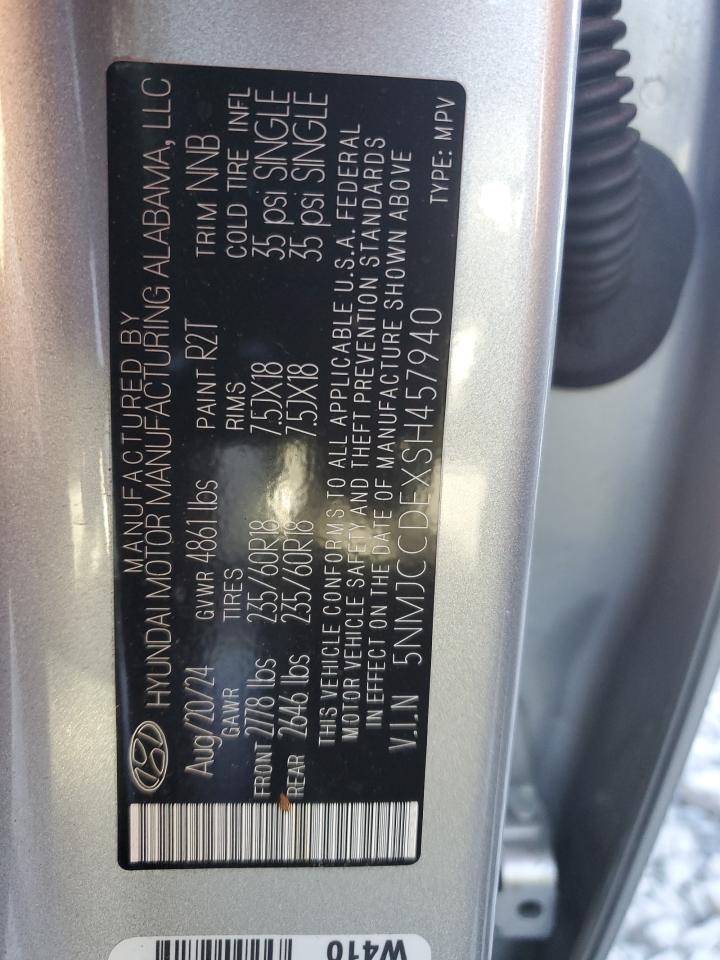 MANUFACTURED BY
HYUNDAI MOTOR MANUFACTURING ALABAMA, LLC
Aug/20/24 GVWR 4861 lbs PAINT R2T TRIM NNB
GAWR TIRES RIMS COLD TIRE INFL
FRONT 2778 lbs 235/60R18 7.5JX18 35 psi SINGLE
REAR 2646 lbs 235/60R18 7.5JX18 35 psi SINGLE
THIS VEHICLE CONFORMS TO ALL APPLICABLE U.S.A. FEDERAL
MOTOR VEHICLE SAFETY AND THEFT PREVENTION STANDARDS
IN EFFECT ON THE DATE OF MANUFACTURE SHOWN ABOVE
V.I.N 5NMJCCDEXSH457940
TYPE: MPV
W410